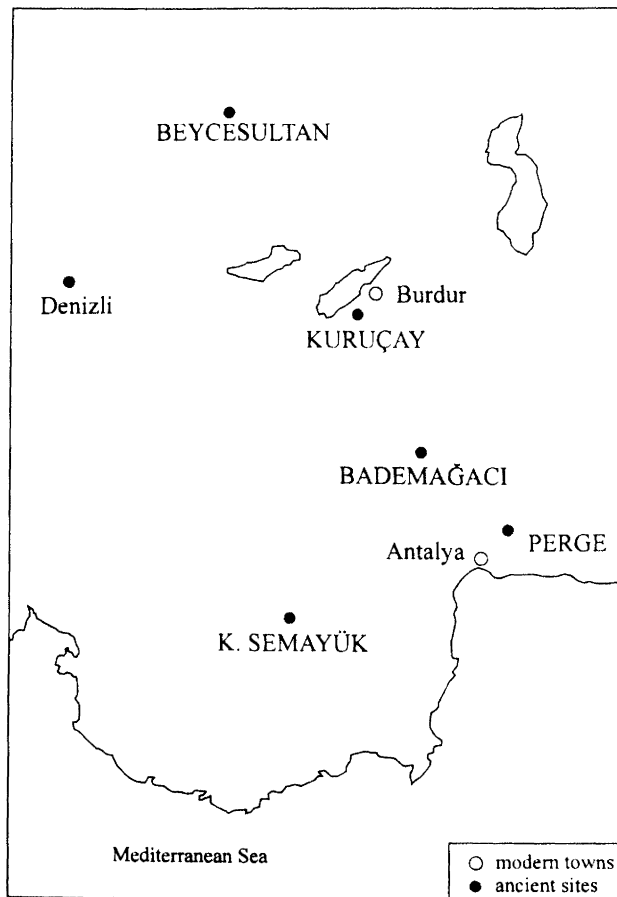 BEYCESULTAN
Denizli
Burdur
KURUÇAY
BADEMAĞACI
PERGE
Antalya
K. SEMAYÜK
Mediterranean Sea
modern towns
ancient sites